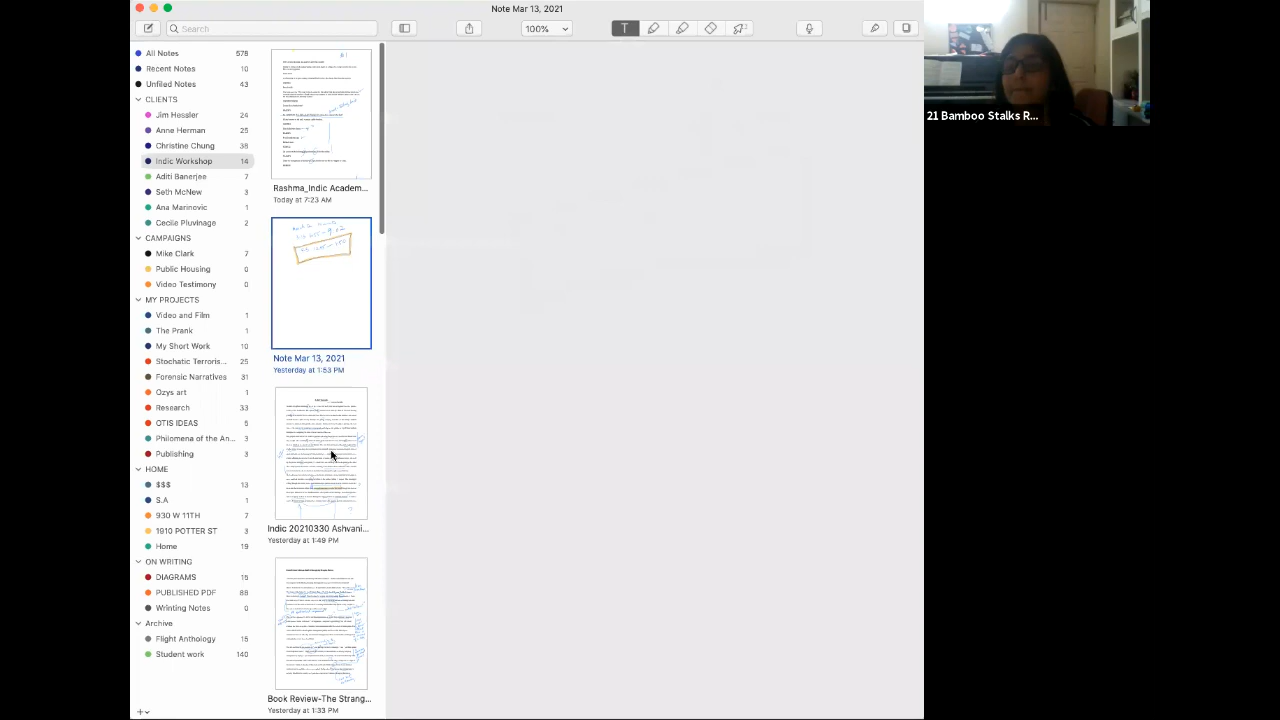 Note Mar 13, 2021
Search
100%
T
All Notes 578
Recent Notes 10
Unfiled Notes 43
CLIENTS
Jim Hessler 24
Anne Herman 25
Christine Chung 38
Indic Workshop 14
Aditi Banerjee 7
Seth McNew 3
Ana Marinovic 1
Cecile Pluvinage 2
CAMPAIGNS
Mike Clark 7
Public Housing 0
Video Testimony 0
MY PROJECTS
Video and Film 1
The Prank 1
My Short Work 10
Stochatic Terroris... 25
Forensic Narratives 31
Ozys art 1
Research 33
OTIS IDEAS 5
Philomena of the An... 3
Publishing 3
HOME
$$$ 13
S.A 1
930 W 11TH 7
1910 POTTER ST 3
Home 19
ON WRITING
DIAGRAMS 15
PUBLISHED PDF 88
Winting Notes 0
Archive
Flight Anthology 15
Student work 140
Rashma_Indic Academ...
Today at 7:23 AM
Note Mar 13, 2021
Yesterday at 1:53 PM
Indic 20210330 Ashvani...
Yesterday at 1:49 PM
Book Review-The Strang...
Yesterday at 1:33 PM
21 Bamboo Stalks R...